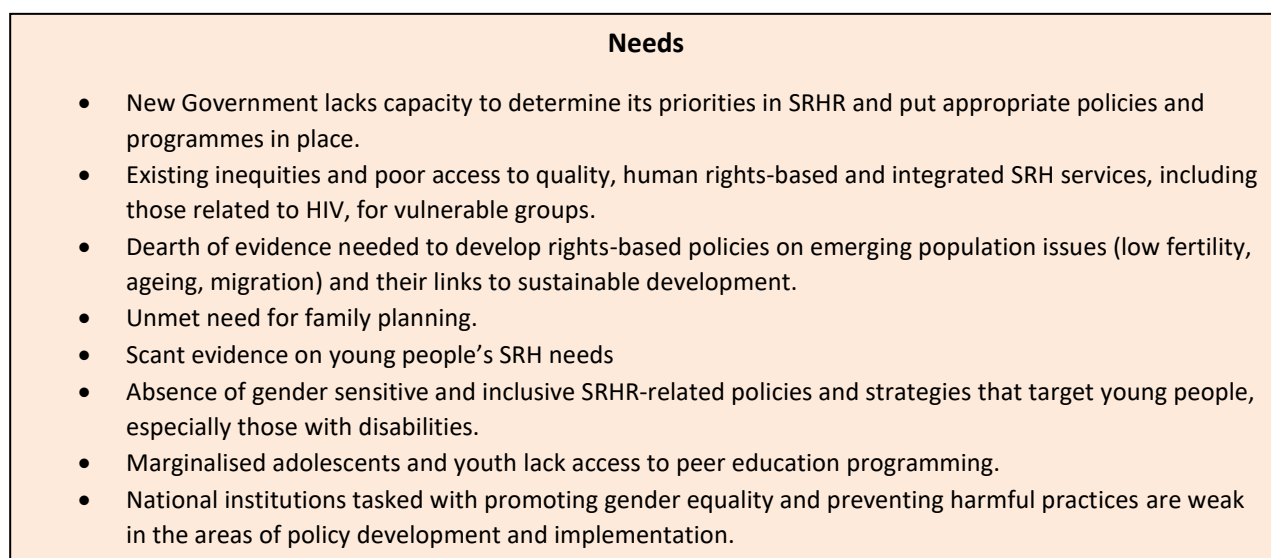 Needs
• New Government lacks capacity to determine its priorities in SRHR and put appropriate policies and
programmes in place.
• Existing inequities and poor access to quality, human rights-based and integrated SRH services, including
those related to HIV, for vulnerable groups.
• Dearth of evidence needed to develop rights-based policies on emerging population issues (low fertility,
ageing, migration) and their links to sustainable development.
• Unmet need for family planning.
• Scant evidence on young people’s SRH needs
• Absence of gender sensitive and inclusive SRHR-related policies and strategies that target young people,
especially those with disabilities.
• Marginalised adolescents and youth lack access to peer education programming.
• National institutions tasked with promoting gender equality and preventing harmful practices are weak
in the areas of policy development and implementation.